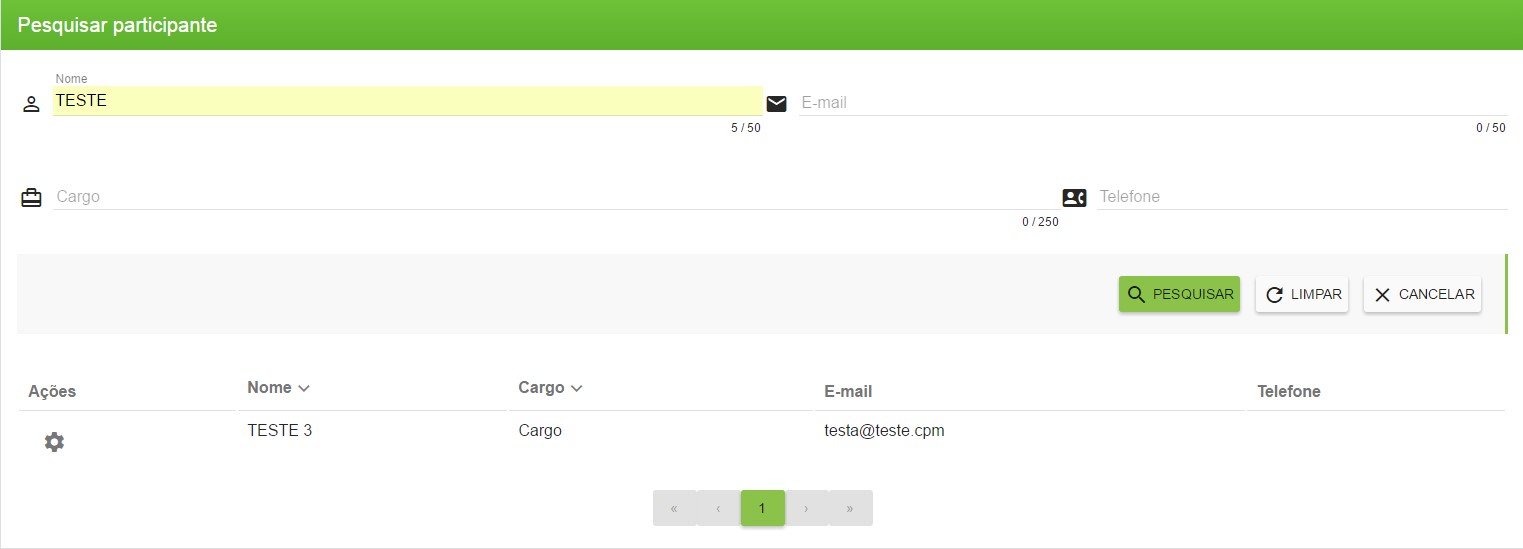 Pesquisar participante
Nome
TESTE
E-mail
5 / 50
0 / 50
Cargo
Telefone
0 / 250
PESQUISAR
LIMPAR
CANCELAR
Ações Nome Cargo E-mail Telefone
TESTE 3 Cargo testa@teste.cpm
« ‹ 1 › »